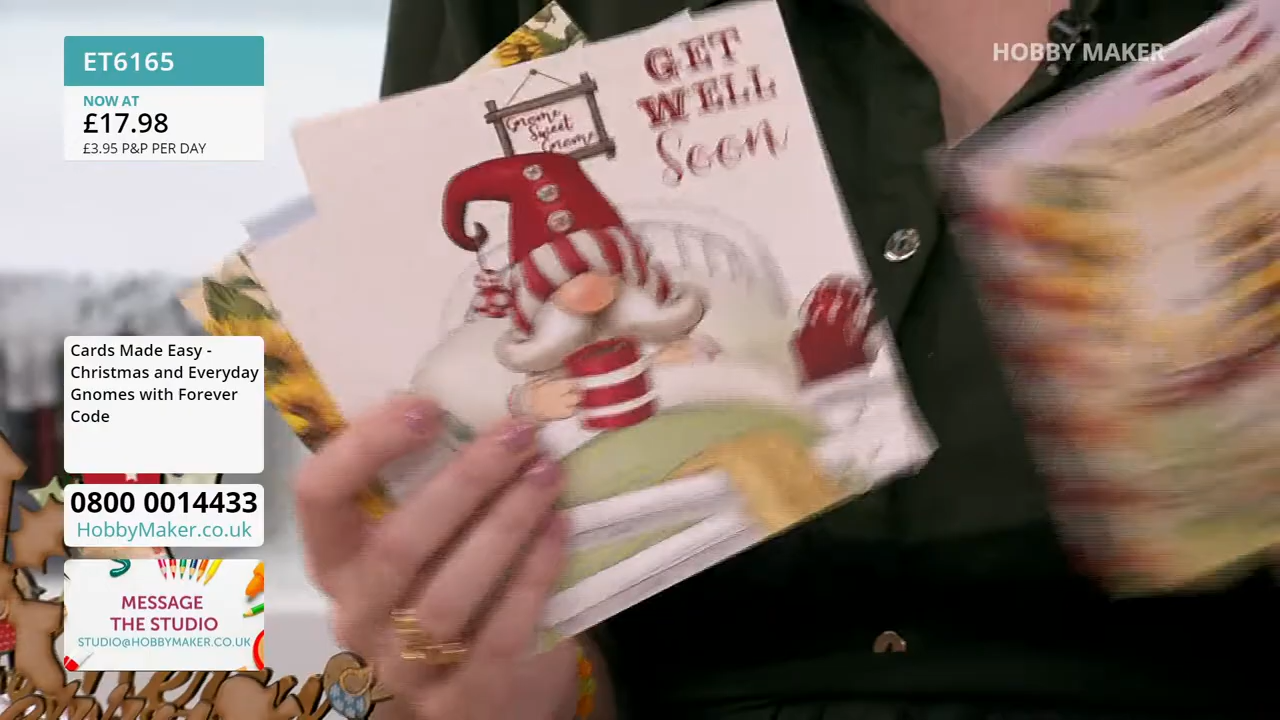 ET6165
NOW AT
£17.98
£3.95 P&P PER DAY
HOBBY MAKER
GET
WELL
Soon
Gnome
Sweet
Gnome
Cards Made Easy -
Christmas and Everyday
Gnomes with Forever
Code
0800 0014433
HobbyMaker.co.uk
MESSAGE
THE STUDIO
STUDIO@HOBBYMAKER.CO.UK